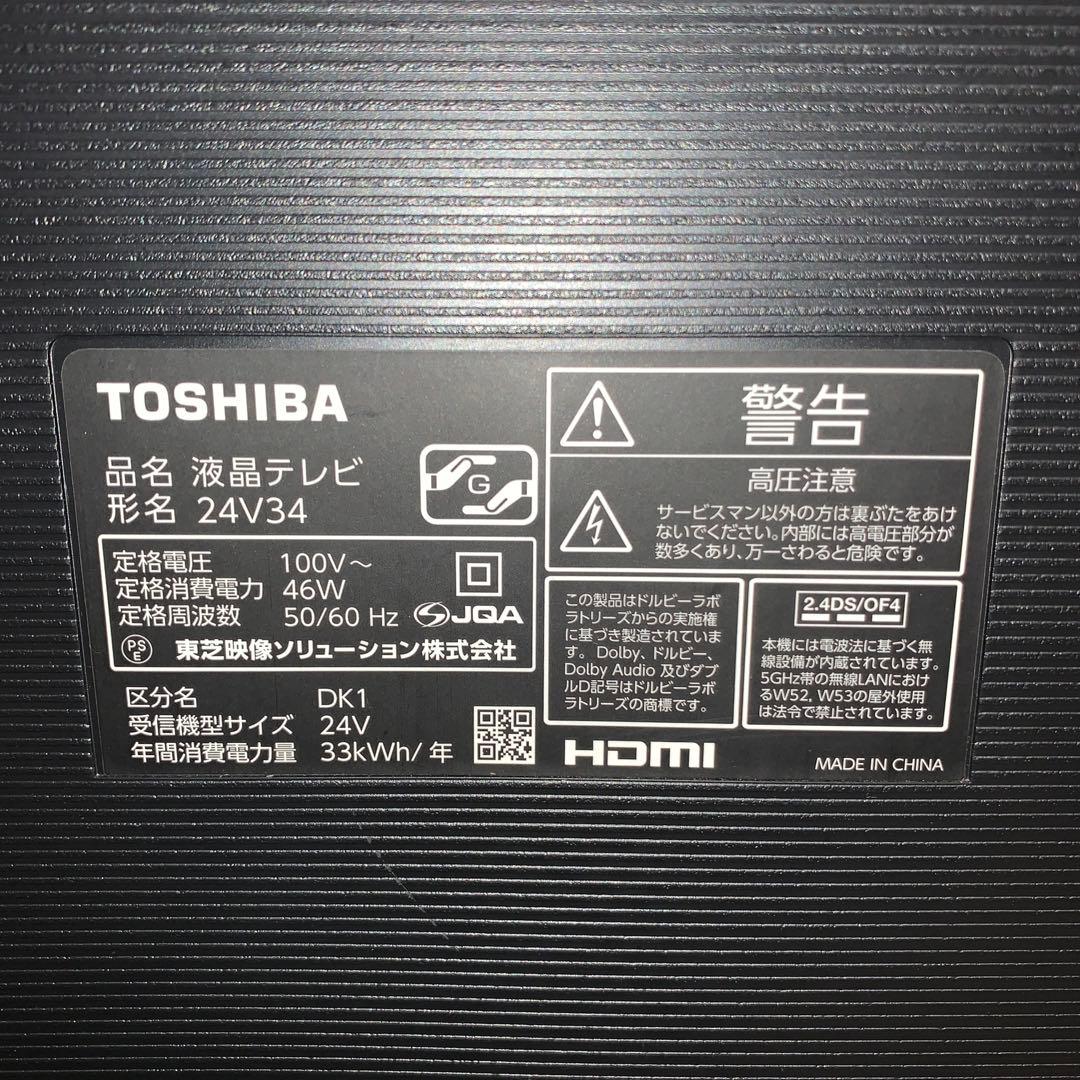 TOSHIBA
品名 液晶テレビ
形名 24V34
G
定格電圧 100V～
定格消費電力 46W
定格周波数 50/60 Hz
JQA
PS
E
東芝映像ソリューション株式会社
区分名 DK1
受信機型サイズ 24V
年間消費電力量 33kWh/年
警告
高圧注意
サービスマン以外の方は裏ぶたをあけ
ないでください。内部には高電圧部分が
数多くあり、万一さわると危険です。
この製品はドルビーラボ
ラトリーズからの実施権
に基づき製造されていま
す。Dolby、ドルビー、
Dolby Audio 及びダブ
ルD記号はドルビーラボ
ラトリーズの商標です。
2.4DS/OF4
本機には電波法に基づく無
線設備が内蔵されています。
5GHz帯の無線LANにおけ
るW52, W53の屋外使用
は法令で禁止されています。
HDMI
MADE IN CHINA